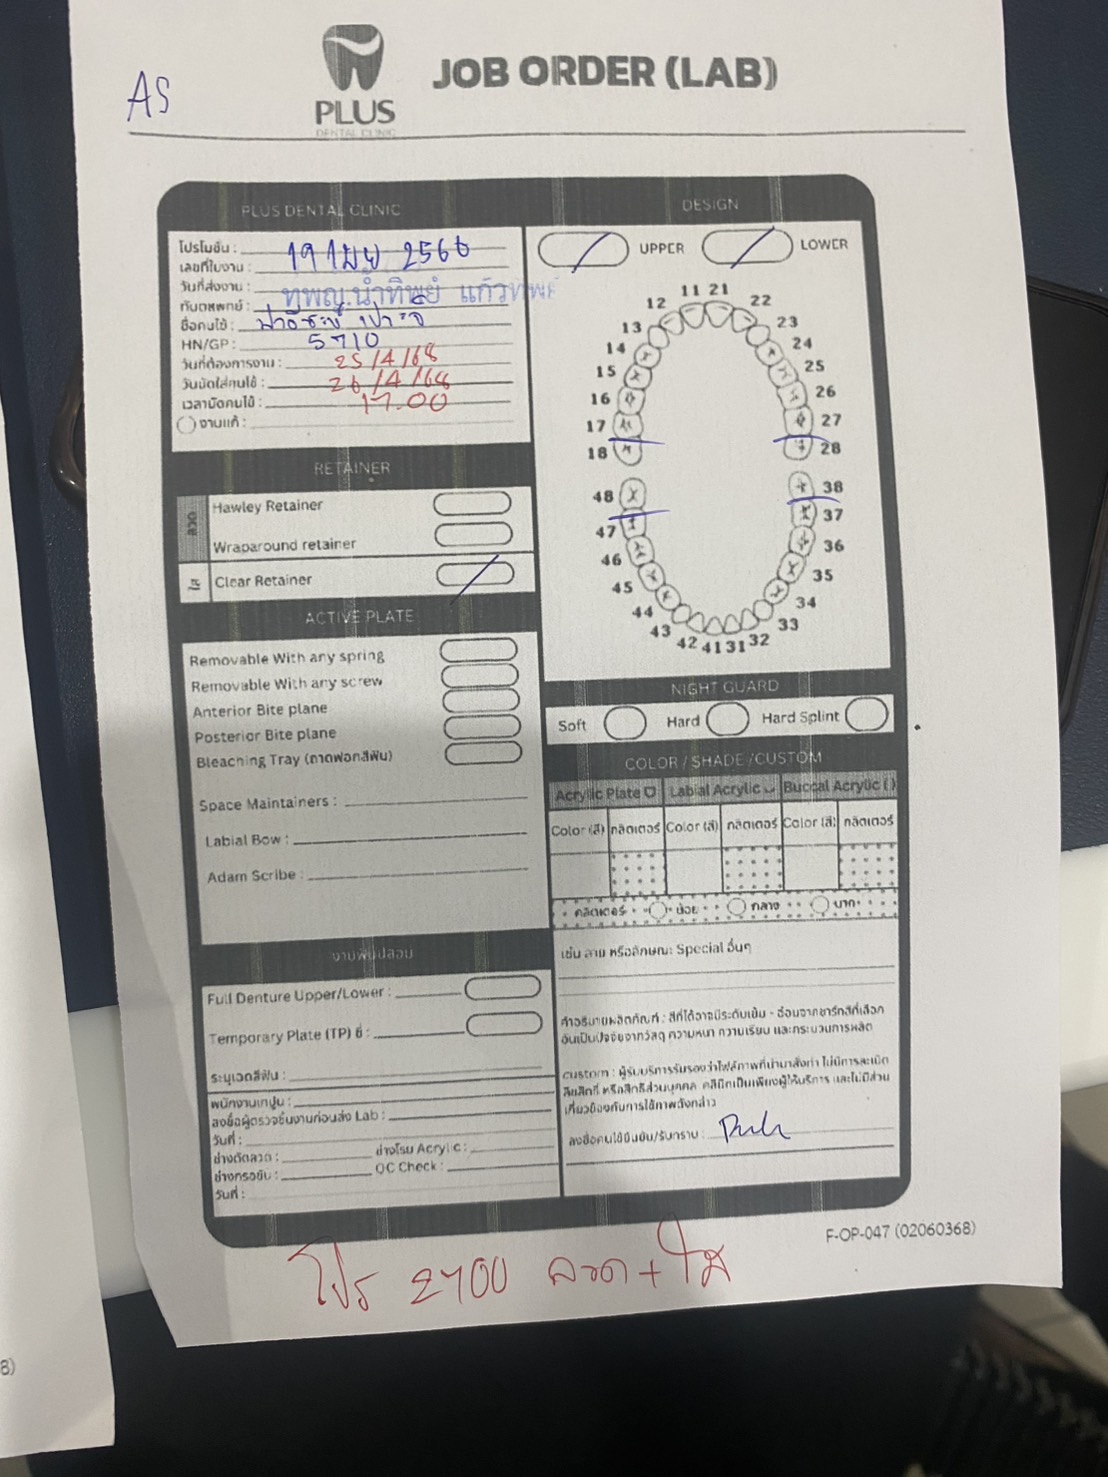 AS
PLUS
DENTAL CLINIC
JOB ORDER (LAB)
PLUS DENTAL CLINIC
โปรโมชั่น :
เลขที่ใบงาน : 19 เมย 2568
วันที่ส่งงาน :
ทันตแพทย์ : ทพญ.น้ำทิพย์ แก้วทิพย์
ชื่อคนไข้ :
HN/GP : 5710
วันที่ต้องการงาน : 25/4/68
วันนัดใส่คนไข้ : 26/4/68
เวลานัดคนไข้ : 17.00
งานแก้ :
DESIGN
UPPER
LOWER
11 21
12 22
13 23
14 24
15 25
16 26
17 27
18 28
48 38
47 37
46 36
45 35
44 34
43 33
42 41 31 32
RETAINER
ลวด
Hawley Retainer
Wraparound retainer
ใส
Clear Retainer
ACTIVE PLATE
Removable With any spring
Removable With any screw
Anterior Bite plane
Posterior Bite plane
Bleaching Tray (ถาดฟอกสีฟัน)
Space Maintainers :
Labial Bow :
Adam Scribe :
NIGHT GUARD
Soft
Hard
Hard Splint
COLOR / SHADE /CUSTOM
Acrylic Plate
Labial Acrylic
Buccal Acrylic ( )
Color (สี) กลิตเตอร์ Color (สี) กลิตเตอร์ Color (สี) กลิตเตอร์
กลิตเตอร์ น้อย กลาง มาก
เช่น ลาย หรือลักษณะ Special อื่นๆ
งานฟันปลอม
Full Denture Upper/Lower :
Temporary Plate (TP) ซี่ :
ระบุเฉดสีฟัน :
พนักงานเทปูน :
ลงชื่อผู้ตรวจชิ้นงานก่อนส่ง Lab :
วันที่ :
ช่างดัดลวด : ช่างโรย Acrylic :
ช่างกรอขัด : QC Check :
วันที่ :
คำอธิบายผลิตภัณฑ์ : สีที่ได้อาจมีระดับเข้ม - อ่อนจากชาร์ทสีที่เลือก
อันเป็นปัจจัยจากวัสดุ ความหนา ความเรียบ และกระบวนการผลิต
custom : ผู้รับบริการรับรองว่าไฟล์ภาพที่นำมาสั่งทำ ไม่มีการละเมิด
ลิขสิทธิ์ หรือสิทธิส่วนบุคคล คลินิกเป็นเพียงผู้ให้บริการ และไม่มีส่วน
เกี่ยวข้องกับการใช้ภาพดังกล่าว
ลงชื่อคนไข้ยืนยัน/รับทราบ :
F-OP-047 (02060368)
โปร 2700 ลวด + ใส
8)